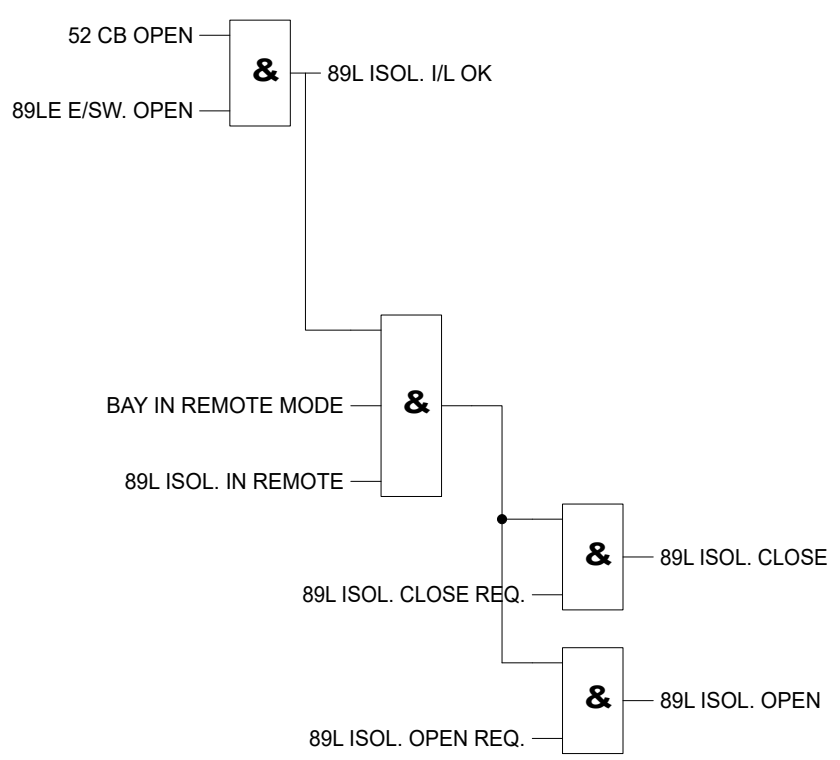 52 CB OPEN
&
89L ISOL. I/L OK
89LE E/SW. OPEN
BAY IN REMOTE MODE
&
89L ISOL. IN REMOTE
&
89L ISOL. CLOSE
89L ISOL. CLOSE REQ.
&
89L ISOL. OPEN
89L ISOL. OPEN REQ.